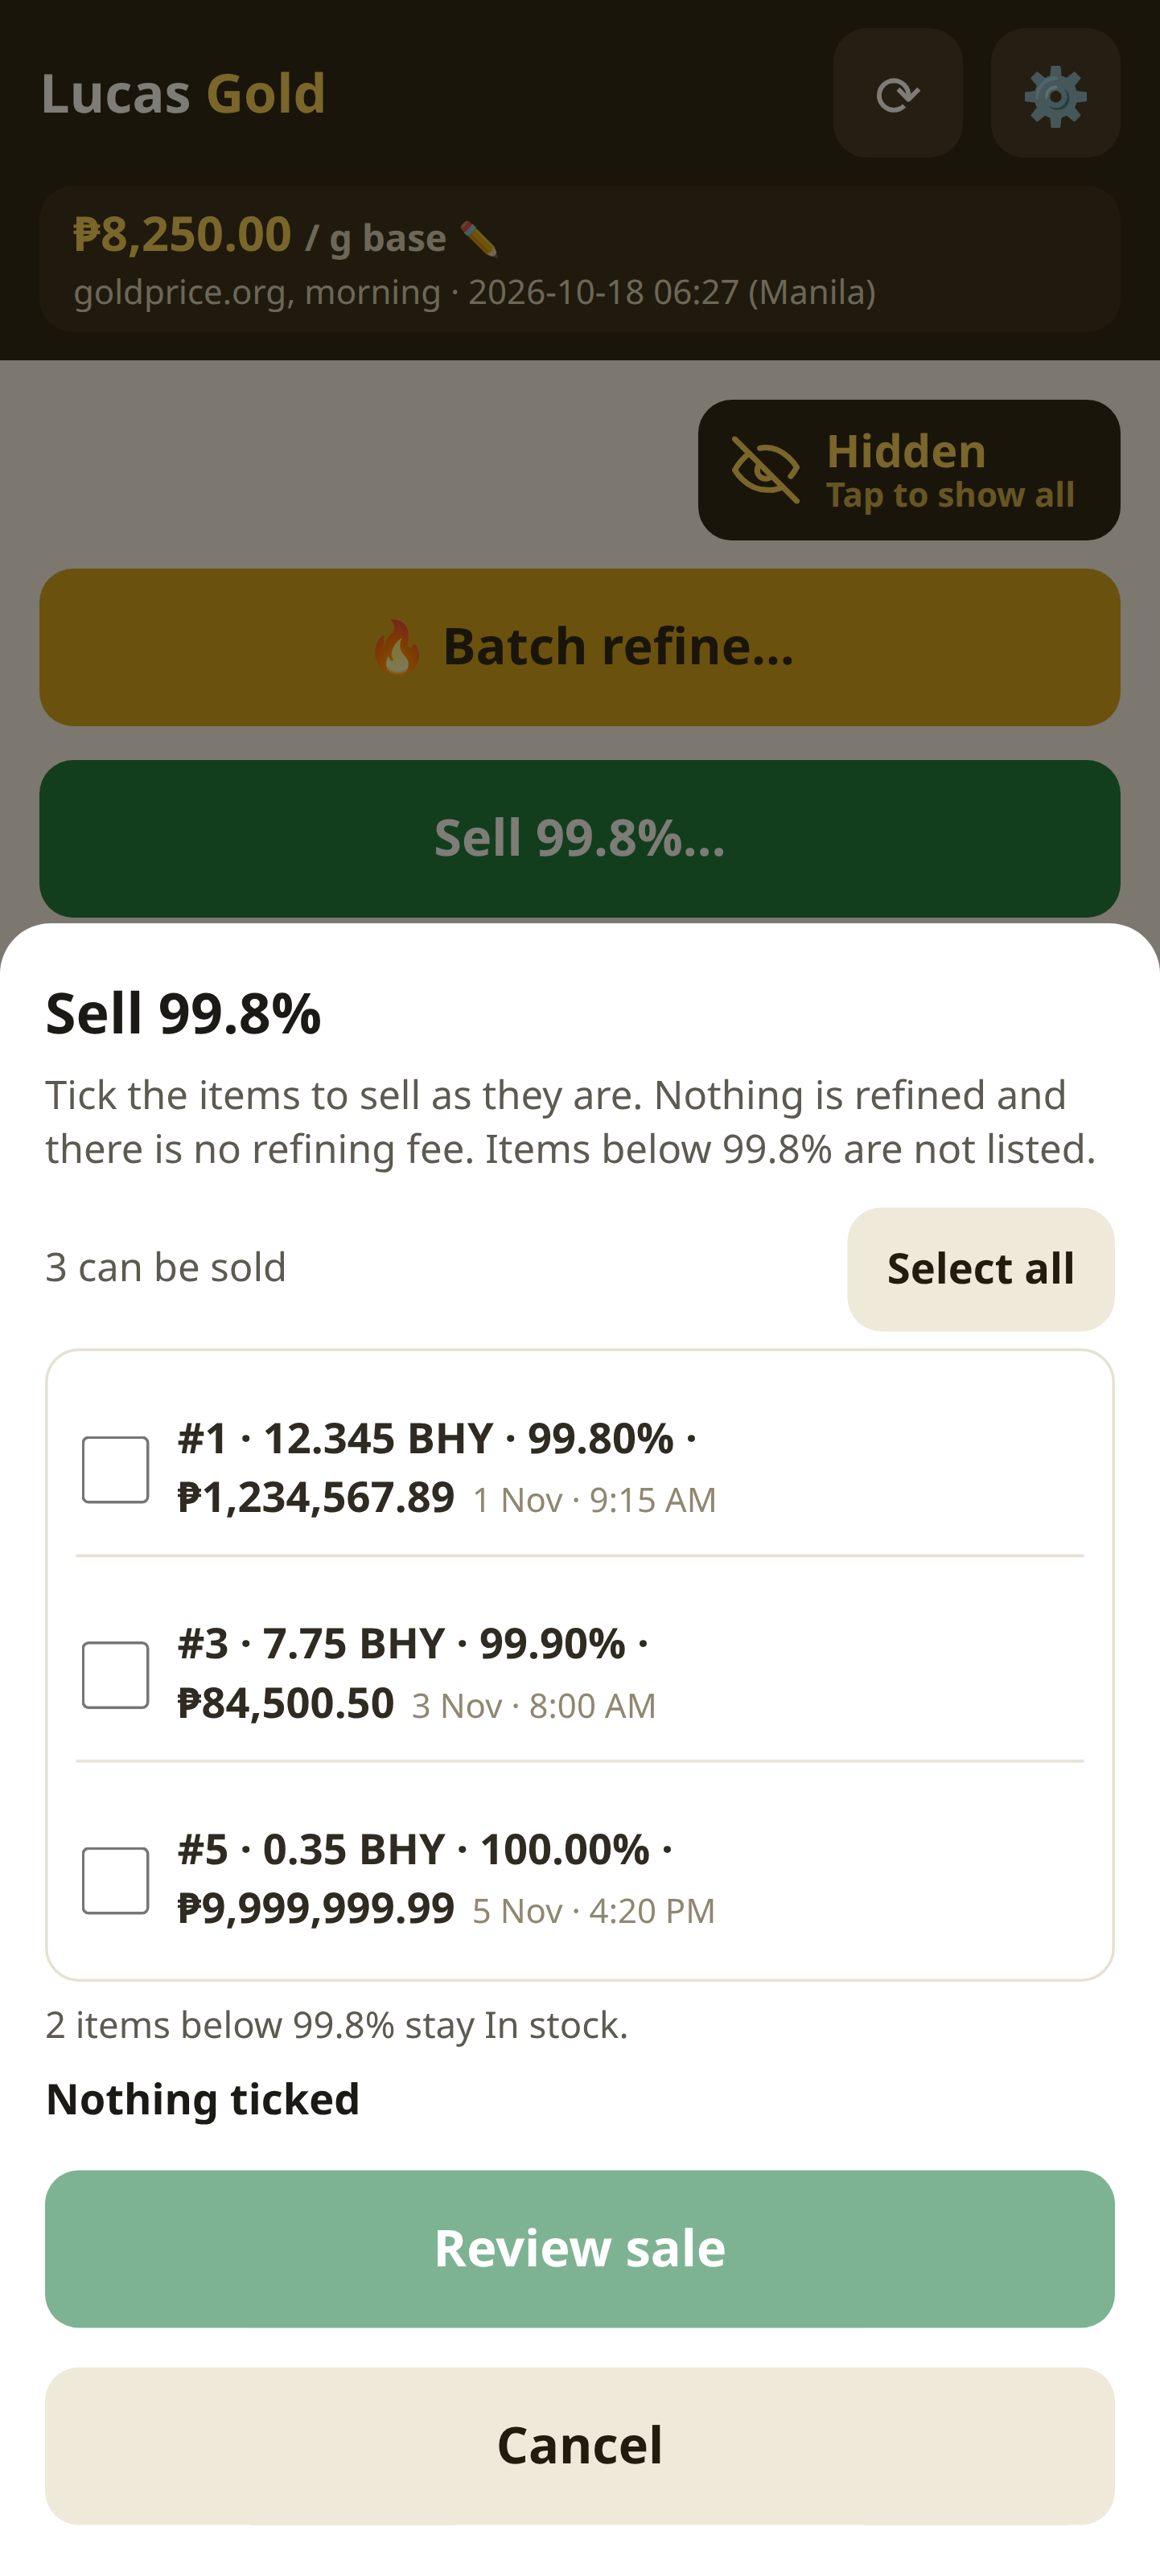 Lucas Gold
₱8,250.00 / g base
goldprice.org, morning · 2026-10-18 06:27 (Manila)
Hidden
Tap to show all
Batch refine...
Sell 99.8%...
Sell 99.8%
Tick the items to sell as they are. Nothing is refined and
there is no refining fee. Items below 99.8% are not listed.
3 can be sold
Select all
#1 · 12.345 BHY · 99.80% ·
₱1,234,567.89 1 Nov · 9:15 AM
#3 · 7.75 BHY · 99.90% ·
₱84,500.50 3 Nov · 8:00 AM
#5 · 0.35 BHY · 100.00% ·
₱9,999,999.99 5 Nov · 4:20 PM
2 items below 99.8% stay In stock.
Nothing ticked
Review sale
Cancel